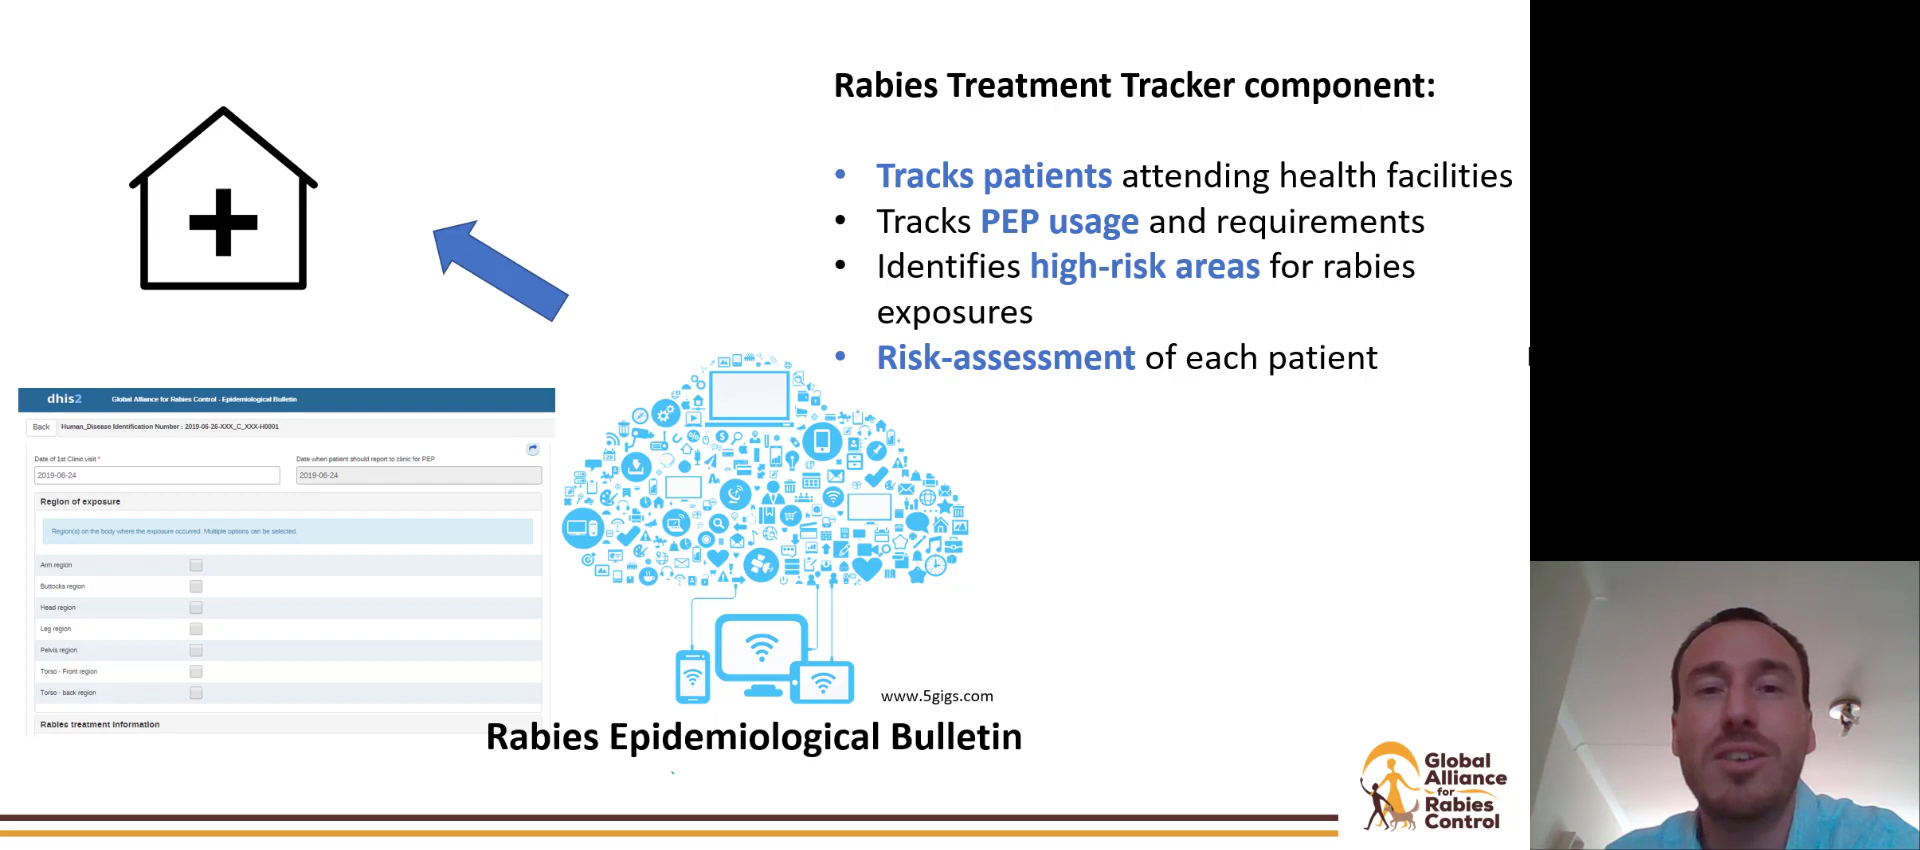 Rabies Treatment Tracker component:
• Tracks patients attending health facilities
• Tracks PEP usage and requirements
• Identifies high-risk areas for rabies
exposures
• Risk-assessment of each patient
dhis2 Global Alliance for Rabies Control - Epidemiological Bulletin
Back Human_Disease Identification Number : 2019-06-26-XXX_C_XXX-H0001
Date of 1st Clinic visit * Date when patient should report to clinic for PEP
2019-06-24 2019-06-24
Region of exposure
Region(s) on the body where the exposure occurred. Multiple options can be selected.
Arm region
Buttocks region
Head region
Leg region
Pelvis region
Torso - Front region
Torso - back region
Rabies treatment information
www.5gigs.com
Rabies Epidemiological Bulletin
Global
Alliance
for
Rabies
Control